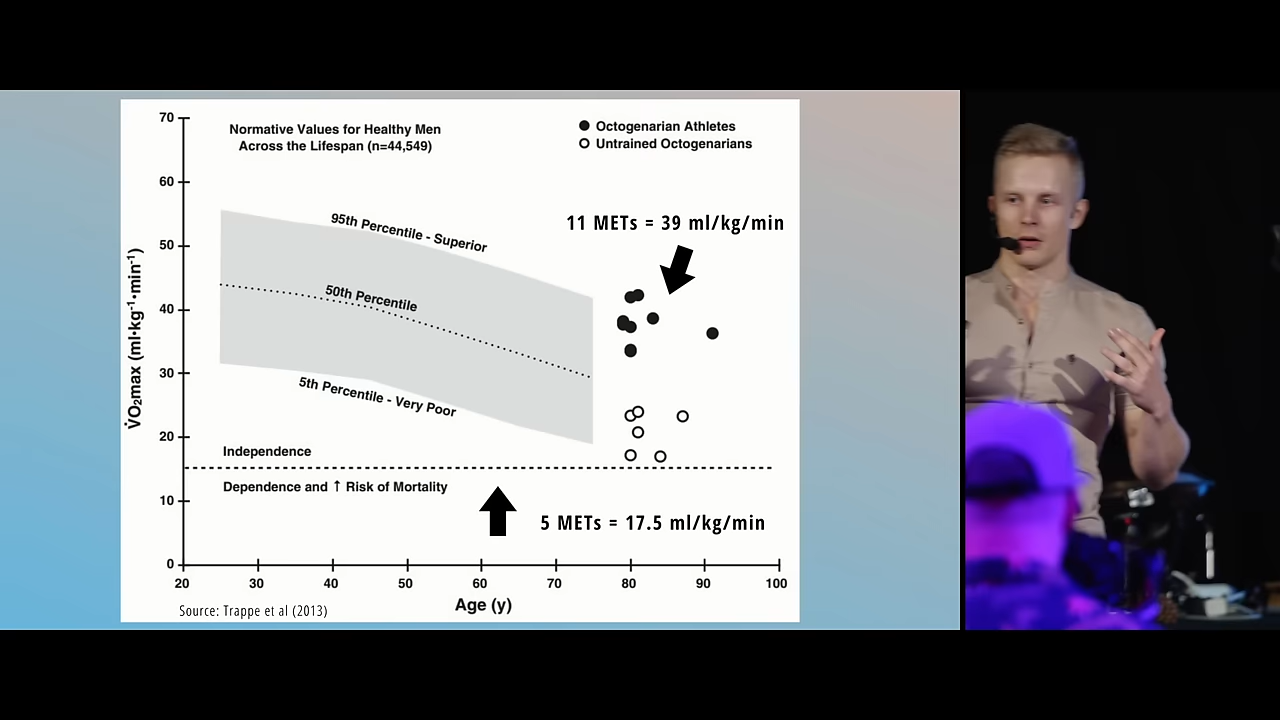 Normative Values for Healthy Men
Across the Lifespan (n=44,549)
Octogenarian Athletes
Untrained Octogenarians
11 METs = 39 ml/kg/min
95th Percentile - Superior
50th Percentile
5th Percentile - Very Poor
Independence
Dependence and ↑ Risk of Mortality
5 METs = 17.5 ml/kg/min
V̇O₂max (ml•kg⁻¹•min⁻¹)
70
60
50
40
30
20
10
0
20 30 40 50 60 70 80 90 100
Age (y)
Source: Trappe et al (2013)